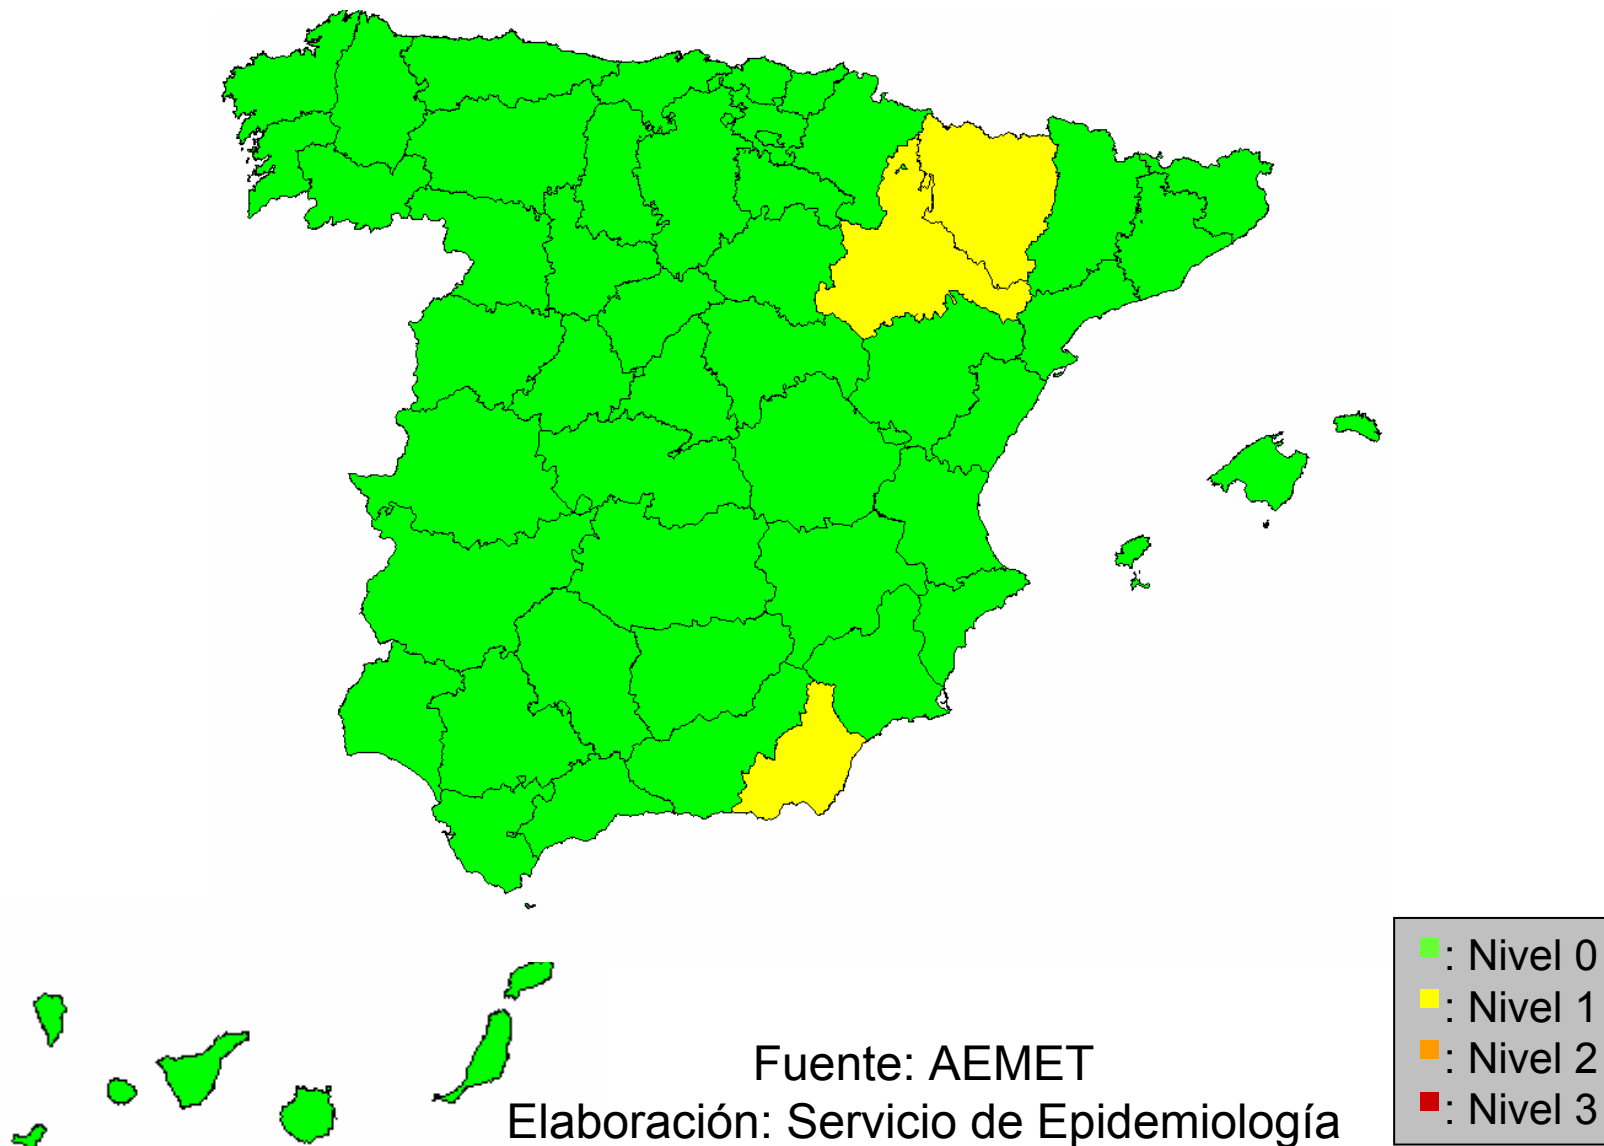 : Nivel 0
: Nivel 1
: Nivel 2
: Nivel 3
Fuente: AEMET
Elaboración: Servicio de Epidemiología